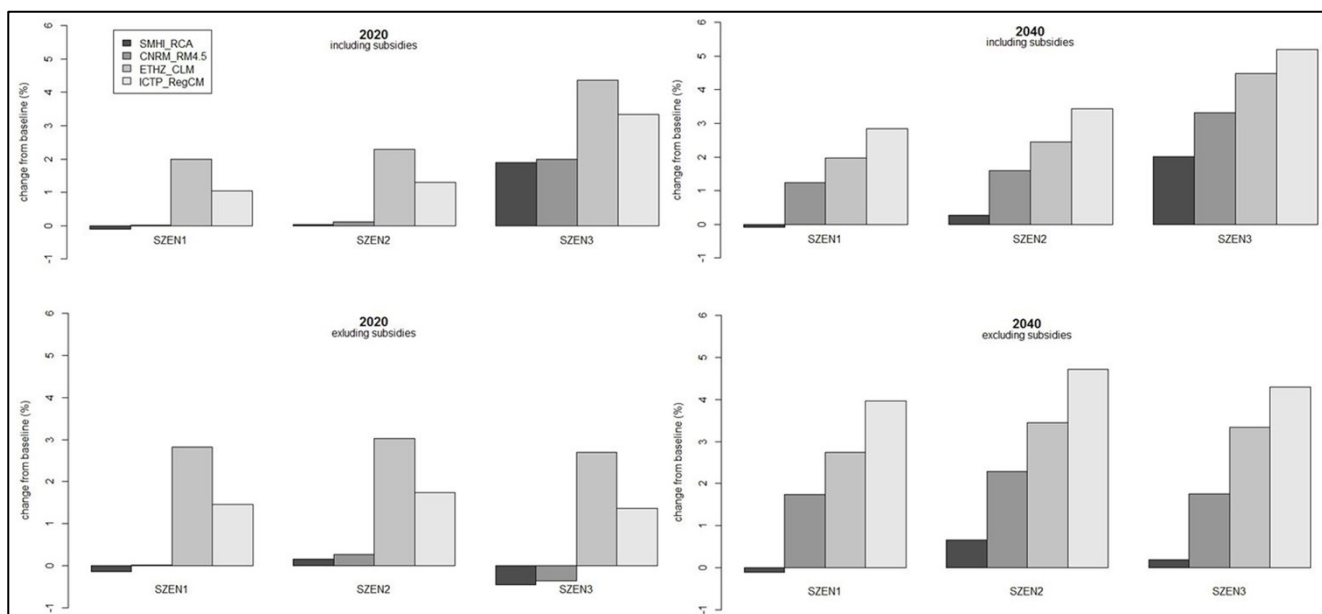 2020
including subsidies
SMHI_RCA
CNRM_RM4.5
ETHZ_CLM
ICTP_RegCM
change from baseline (%)
6
5
4
3
2
1
0
-1
SZEN1
SZEN2
SZEN3
2040
including subsidies
change from baseline (%)
6
5
4
3
2
1
0
-1
SZEN1
SZEN2
SZEN3
2020
exluding subsidies
change from baseline (%)
6
5
4
3
2
1
0
-1
SZEN1
SZEN2
SZEN3
2040
excluding subsidies
change from baseline (%)
6
5
4
3
2
1
0
-1
SZEN1
SZEN2
SZEN3